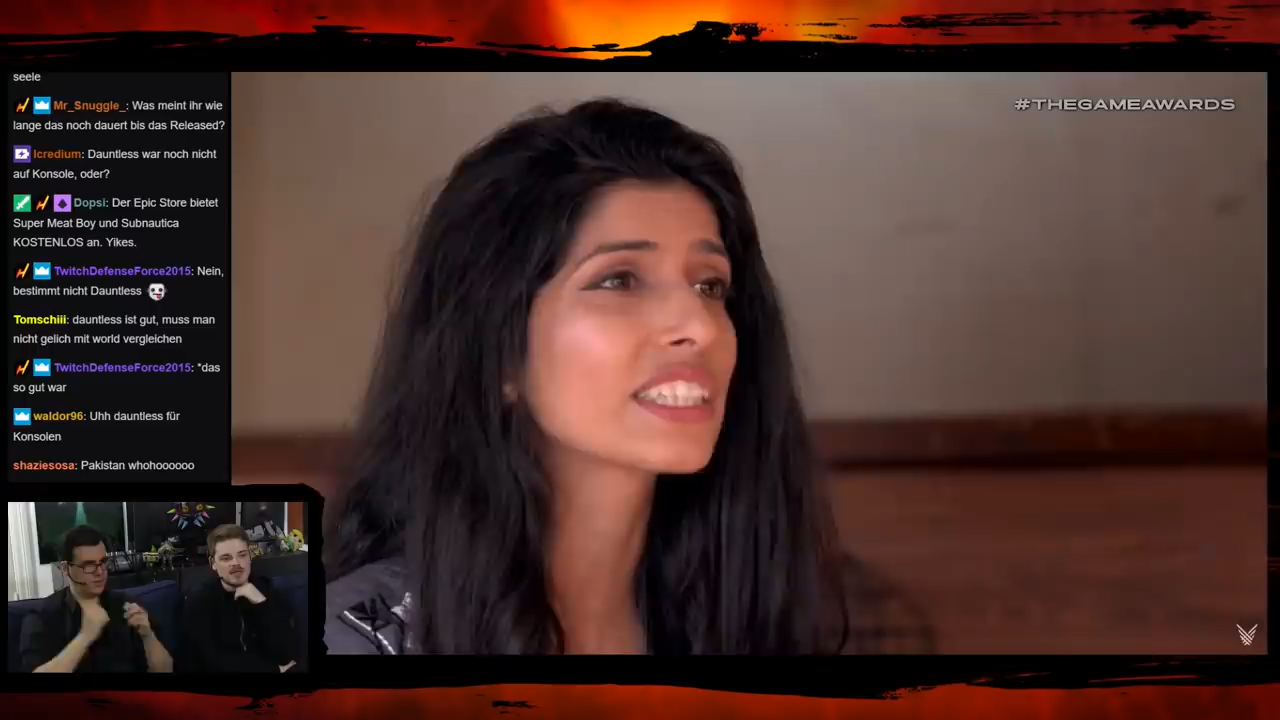 seele
Mr_Snuggle_: Was meint ihr wie
lange das noch dauert bis das Released?
Icredium: Dauntless war noch nicht
auf Konsole, oder?
Dopsi: Der Epic Store bietet
Super Meat Boy und Subnautica
KOSTENLOS an. Yikes.
TwitchDefenseForce2015: Nein,
bestimmt nicht Dauntless
Tomschiii: dauntless ist gut, muss man
nicht gelich mit world vergleichen
TwitchDefenseForce2015: *das
so gut war
waldor96: Uhh dauntless für
Konsolen
shaziesosa: Pakistan whohoooooo
#THEGAMEAWARDS